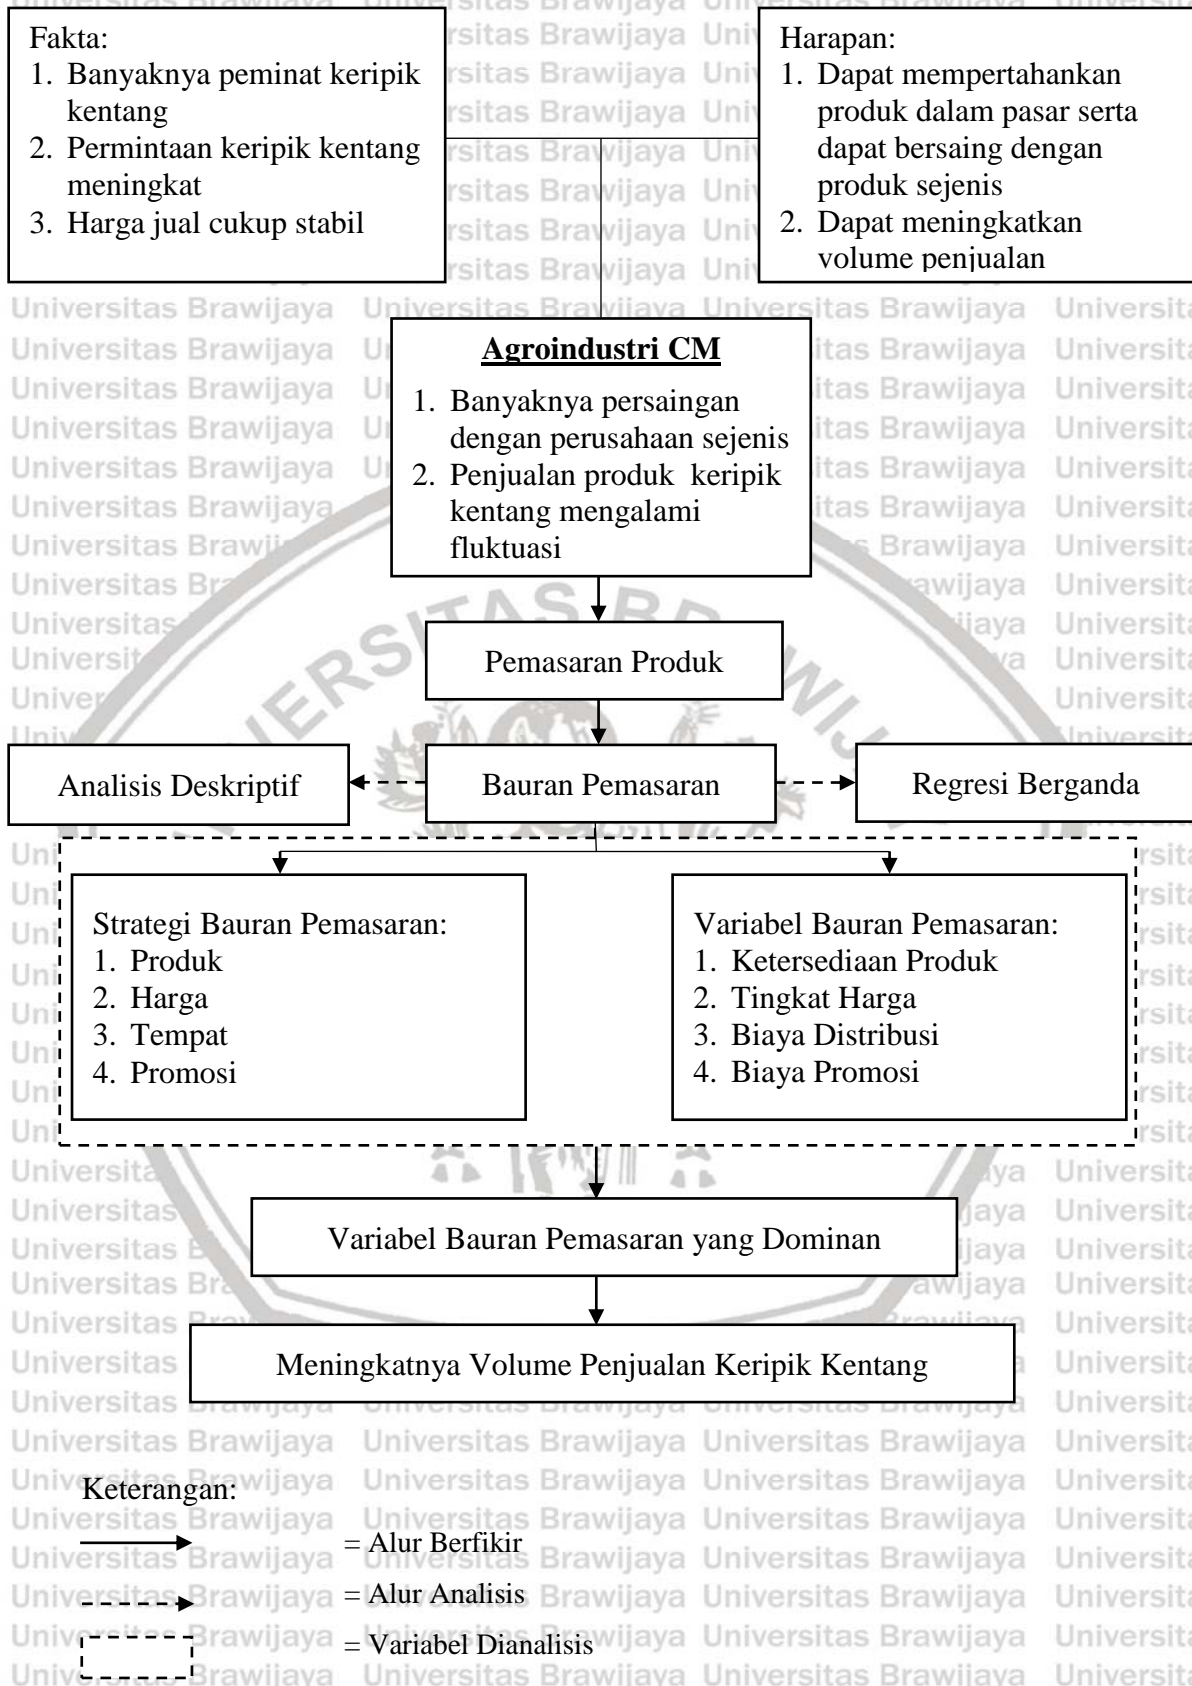 Fakta:
1. Banyaknya peminat keripik
kentang
2. Permintaan keripik kentang
meningkat
3. Harga jual cukup stabil
Harapan:
1. Dapat mempertahankan
produk dalam pasar serta
dapat bersaing dengan
produk sejenis
2. Dapat meningkatkan
volume penjualan
Agroindustri CM
1. Banyaknya persaingan
dengan perusahaan sejenis
2. Penjualan produk keripik
kentang mengalami
fluktuasi
Pemasaran Produk
Analisis Deskriptif
Bauran Pemasaran
Regresi Berganda
Strategi Bauran Pemasaran:
1. Produk
2. Harga
3. Tempat
4. Promosi
Variabel Bauran Pemasaran:
1. Ketersediaan Produk
2. Tingkat Harga
3. Biaya Distribusi
4. Biaya Promosi
Variabel Bauran Pemasaran yang Dominan
Meningkatnya Volume Penjualan Keripik Kentang
Keterangan:
= Alur Berfikir
= Alur Analisis
= Variabel Dianalisis